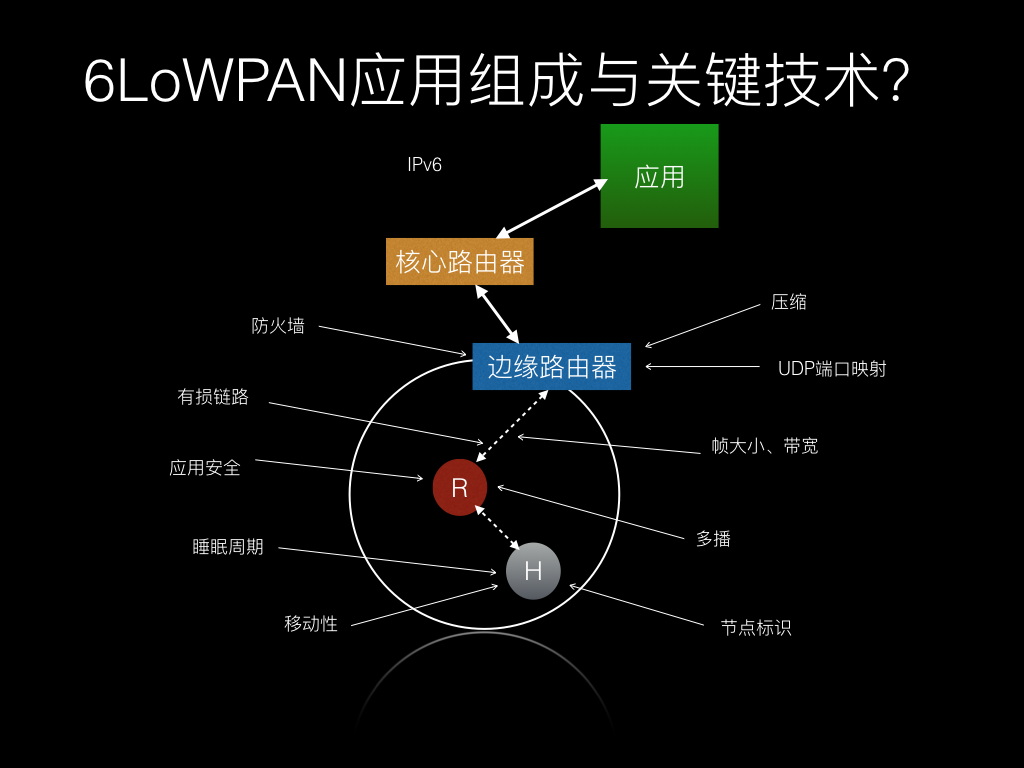 6LoWPAN应用组成与关键技术?
IPv6
应用
核心路由器
压缩
防火墙
边缘路由器
UDP端口映射
有损链路
帧大小、带宽
应用安全
R
多播
睡眠周期
H
移动性
节点标识